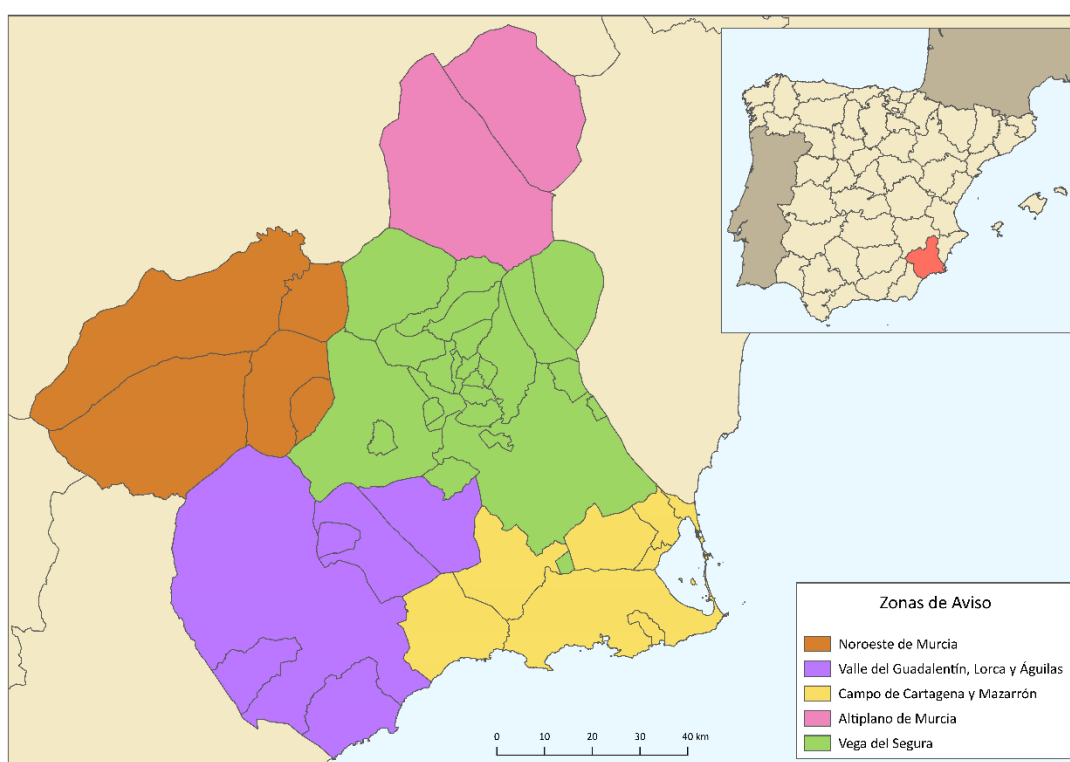 Zonas de Aviso
Noroeste de Murcia
Valle del Guadalentín, Lorca y Águilas
Campo de Cartagena y Mazarrón
Altiplano de Murcia
Vega del Segura
0 10 20 30 40 km